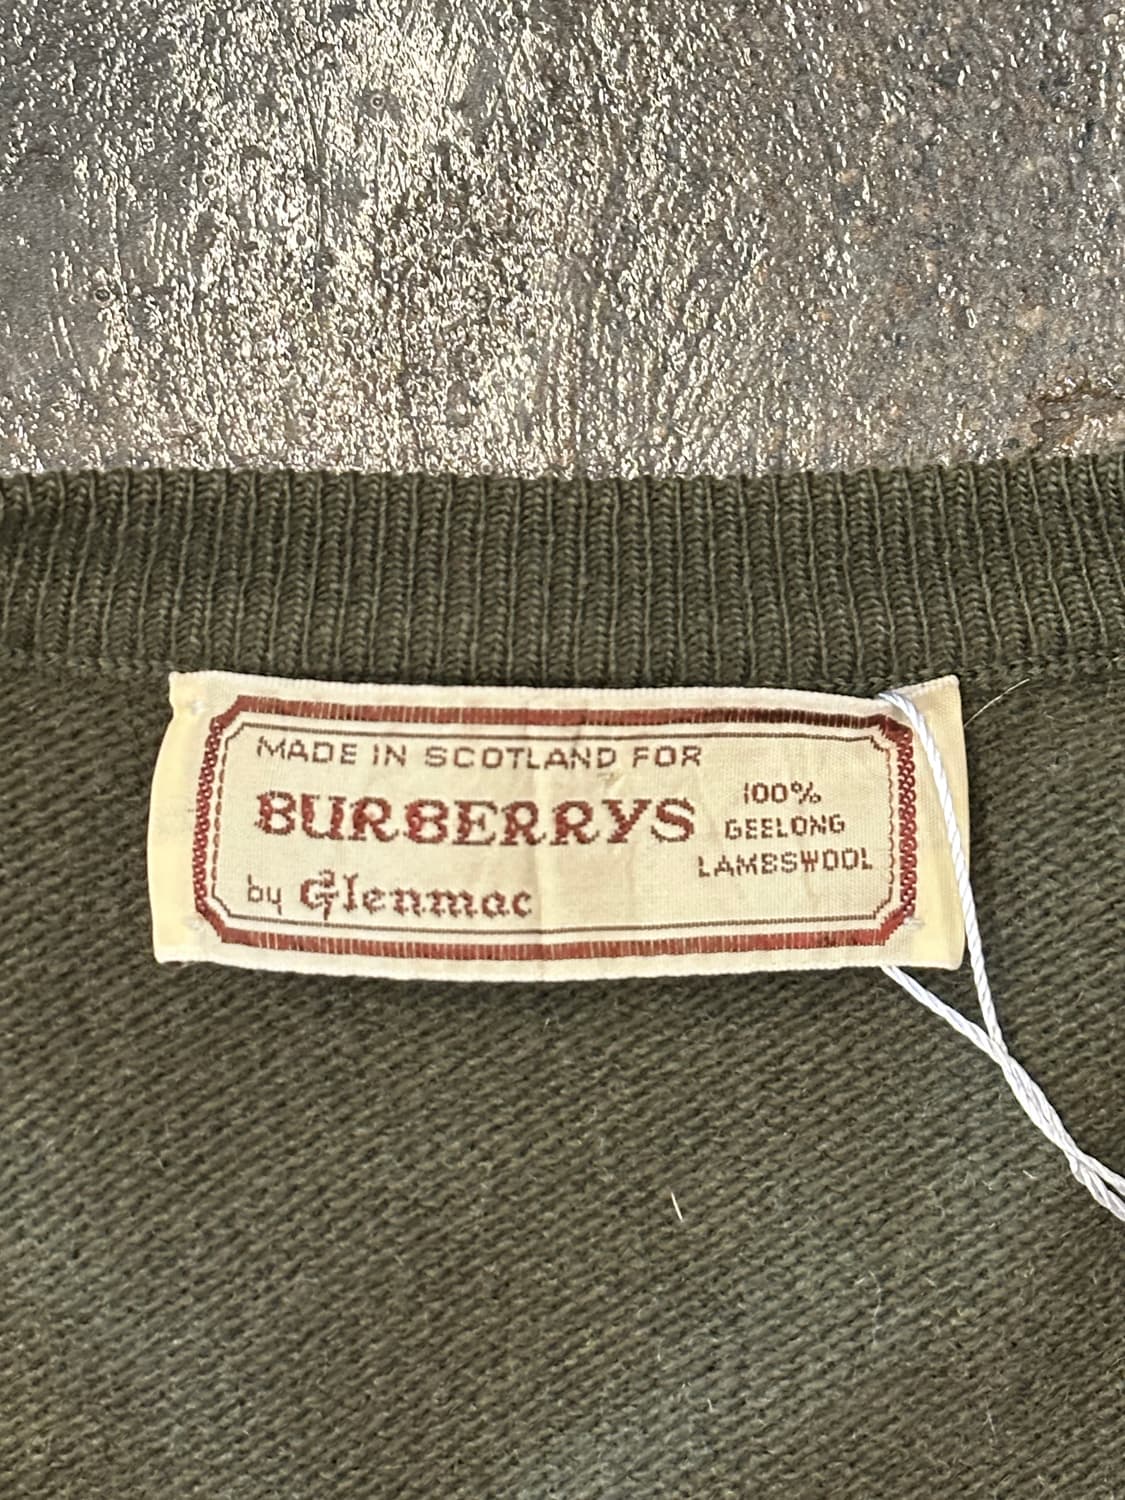 MADE IN SCOTLAND FOR
BURBERRYS
by Glenmac
100%
GEELONG
LAMBSWOOL